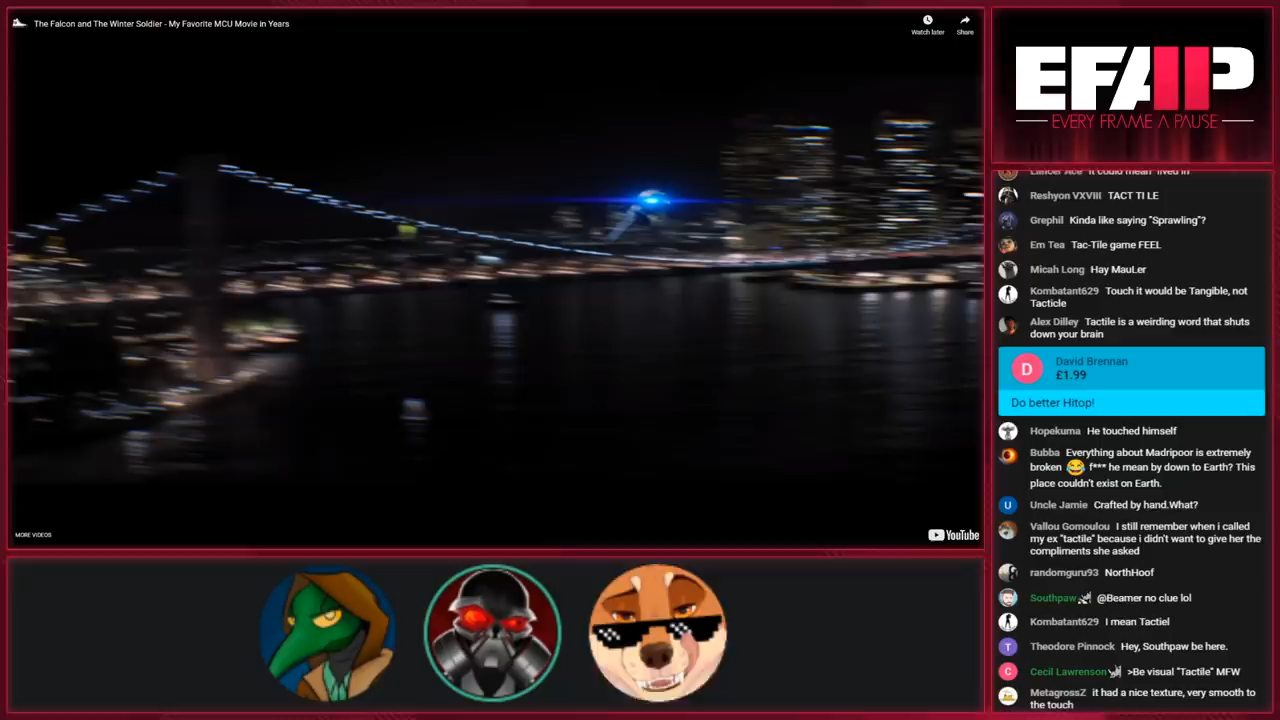 The Falcon and The Winter Soldier - My Favorite MCU Movie in Years
Watch later
Share
MORE VIDEOS
YouTube
EFAP
EVERY FRAME A PAUSE
Lancer Ace It could mean "lived in"
Reshyon VXVIII TACT TI LE
Grephil Kinda like saying "Sprawling"?
Em Tea Tac-Tile game FEEL
Micah Long Hay MauLer
Kombatant629 Touch it would be Tangible, not
Tacticle
Alex Dilley Tactile is a weirding word that shuts
down your brain
D
David Brennan
£1.99
Do better Hitop!
Hopekuma He touched himself
Bubba Everything about Madripoor is extremely
broken 😂 f*** he mean by down to Earth? This
place couldn't exist on Earth.
U
Uncle Jamie Crafted by hand.What?
Vallou Gomoulou I still remember when i called
my ex "tactile" because i didn't want to give her the
compliments she asked
randomguru93 NorthHoof
Southpaw @Beamer no clue lol
Kombatant629 I mean Tactiel
T
Theodore Pinnock Hey, Southpaw be here.
C
Cecil Lawrenson >Be visual "Tactile" MFW
MetagrossZ it had a nice texture, very smooth to
the touch